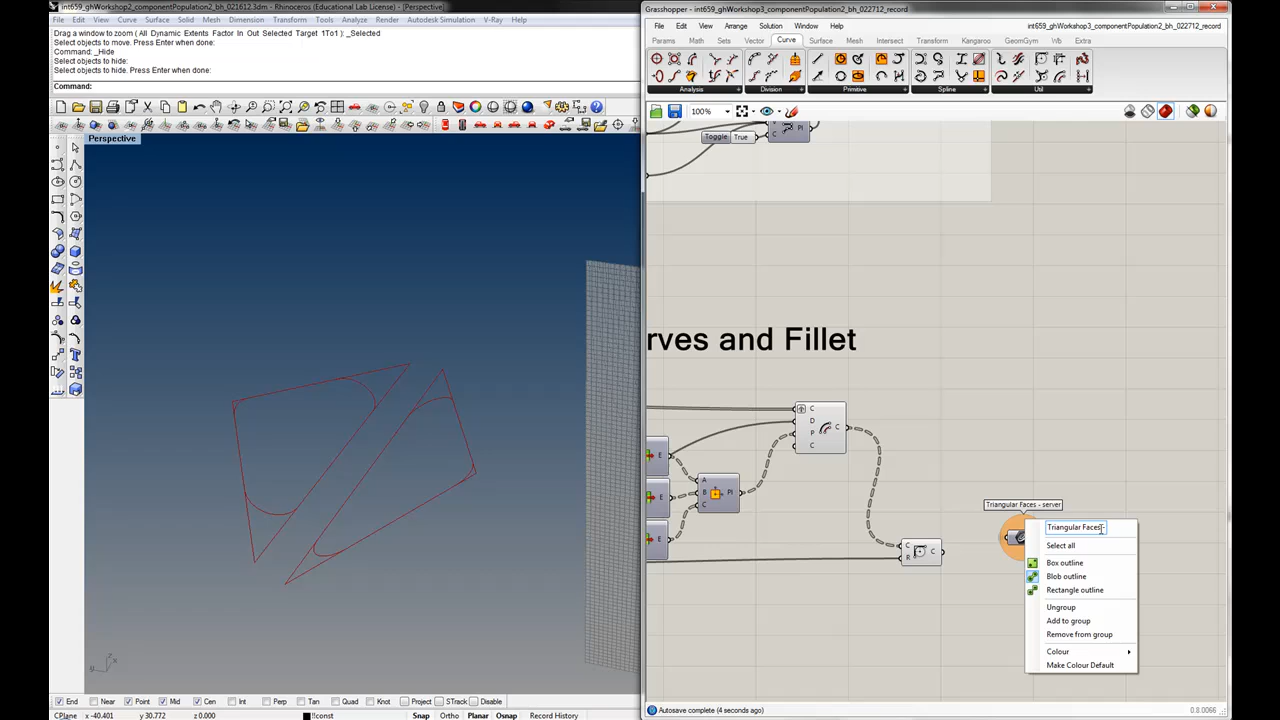 int659_ghWorkshop2_componentPopulation2_bh_021612.3dm - Rhinoceros (Educational Lab License) - [Perspective]
File Edit View Curve Surface Solid Mesh Dimension Transform Tools Analyze Render Autodesk Simulation V-Ray Help
Drag a window to zoom ( All Dynamic Extents Factor In Out Selected Target 1To1 ): _Selected
Select objects to move. Press Enter when done:
Command: _Hide
Select objects to hide:
Select objects to hide. Press Enter when done:
Command:
Perspective
z
x
End Near Point Mid Cen Int Perp Tan Quad Knot Project STrack Disable
CPlane x -40.401 y 30.772 z 0.000 !!const Snap Ortho Planar Osnap Record History
Grasshopper - int659_ghWorkshop3_componentPopulation2_bh_022712_record
File Edit View Arrange Solution Window Help int659_ghWorkshop3_componentPopulation2_bh_022712_record
Params Math Sets Vector Curve Surface Mesh Intersect Transform Kangaroo GeomGym Wb Extra
Analysis Division Primitive Spline Util
100%
Toggle True
C
Pl
rves and Fillet
C
D
P
C
C
E
E
E
A
B
C
Pl
C
R
C
Triangular Faces - server
Triangular Faces-
Select all
Box outline
Blob outline
Rectangle outline
Ungroup
Add to group
Remove from group
Colour
Make Colour Default
Autosave complete (4 seconds ago)
0.8.0066